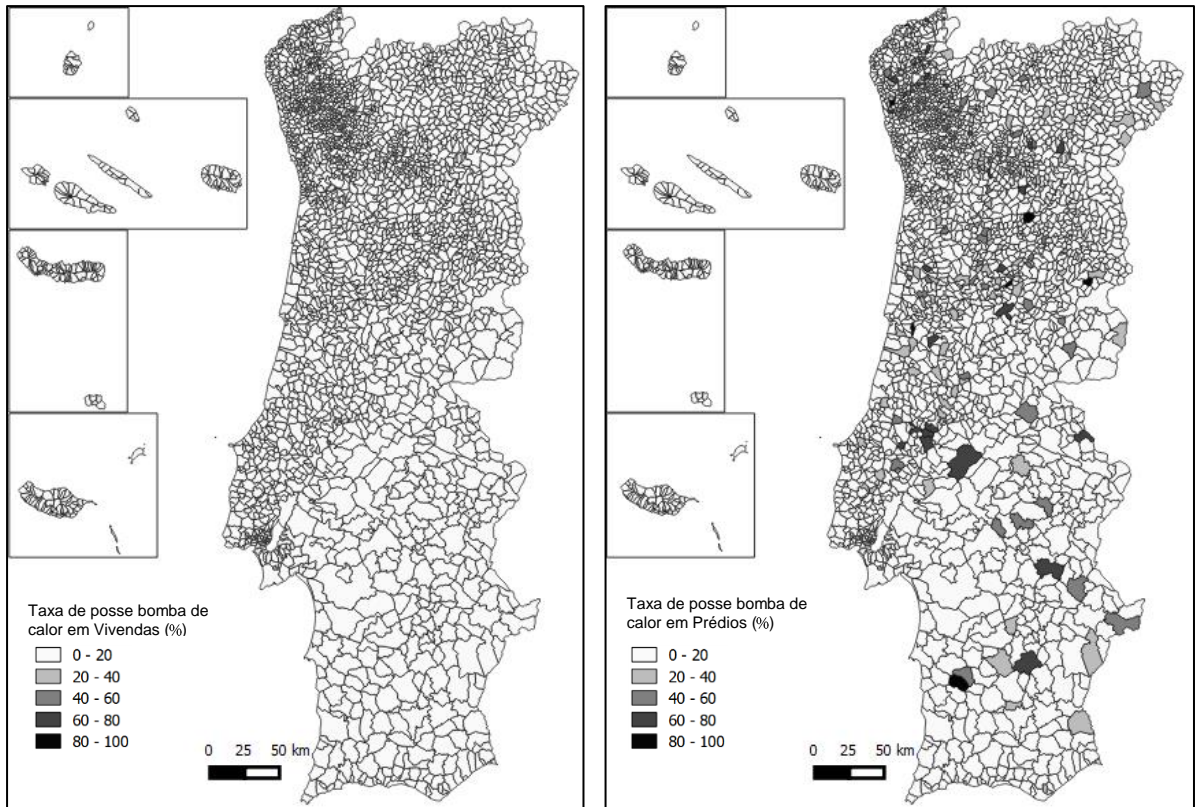 Taxa de posse bomba de
calor em Vivendas (%)
0 - 20
20 - 40
40 - 60
60 - 80
80 - 100
0 25 50 km
Taxa de posse bomba de
calor em Prédios (%)
0 - 20
20 - 40
40 - 60
60 - 80
80 - 100
0 25 50 km